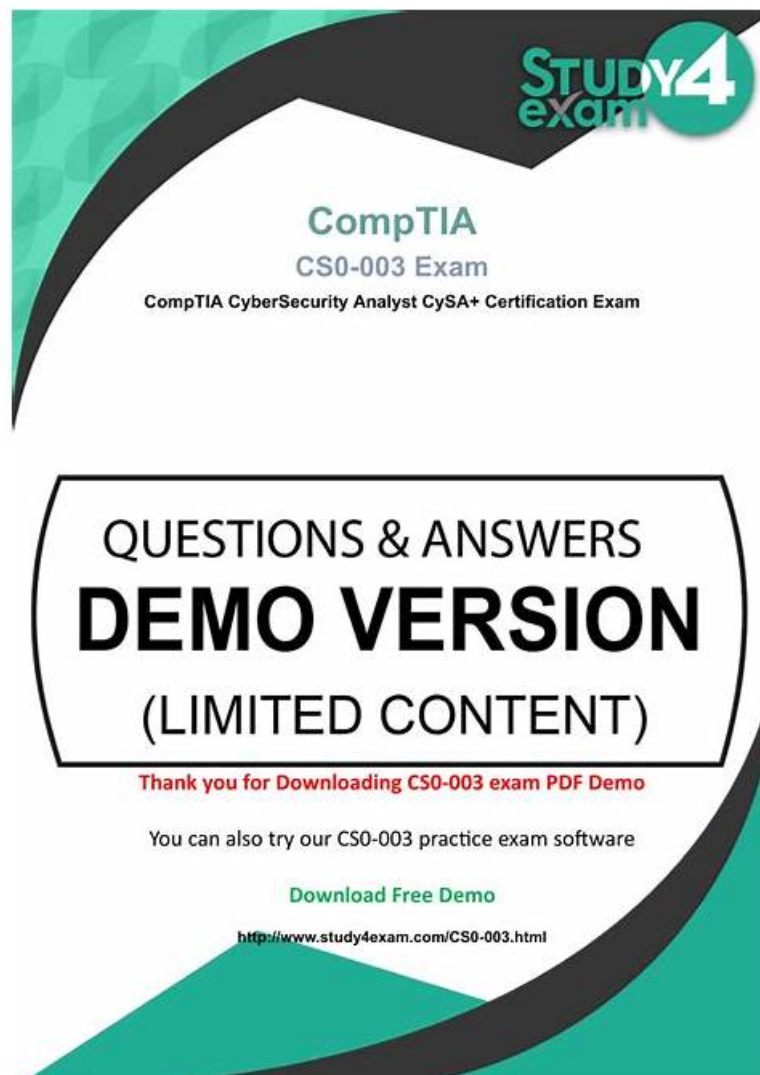 STUDY4
exam
CompTIA
CS0-003 Exam
CompTIA CyberSecurity Analyst CySA+ Certification Exam
QUESTIONS & ANSWERS
DEMO VERSION
(LIMITED CONTENT)
Thank you for Downloading CS0-003 exam PDF Demo
You can also try our CS0-003 practice exam software
Download Free Demo
http://www.study4exam.com/CS0-003.html